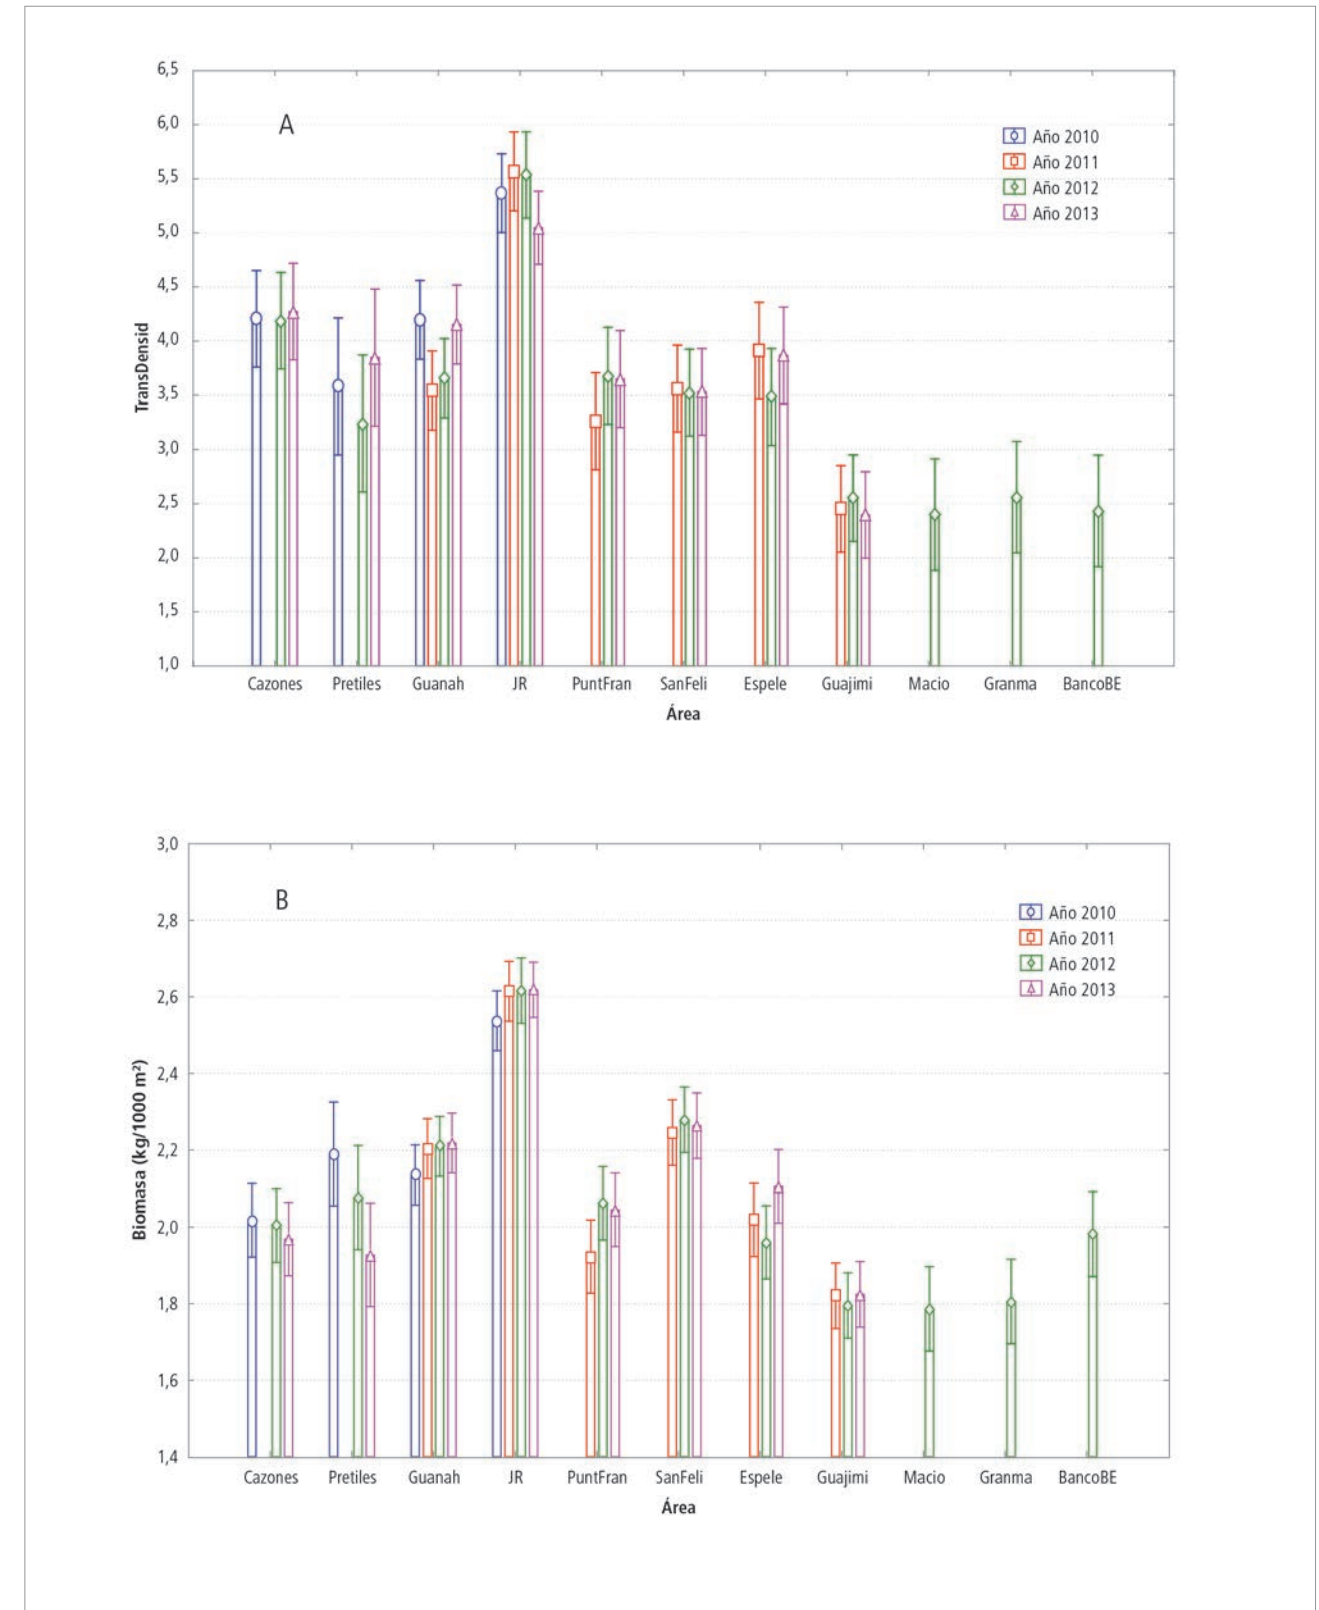 6,5
6,0
5,5
5,0
4,5
4,0
3,5
3,0
2,5
2,0
1,5
1,0
TransDensid
A
Año 2010
Año 2011
Año 2012
Año 2013
Cazones Pretiles Guanah JR PuntFran SanFeli Espele Guajimi Macio Granma BancoBE
Área
3,0
2,8
2,6
2,4
2,2
2,0
1,8
1,6
1,4
Biomasa (kg/1000 m²)
B
Año 2010
Año 2011
Año 2012
Año 2013
Cazones Pretiles Guanah JR PuntFran SanFeli Espele Guajimi Macio Granma BancoBE
Área